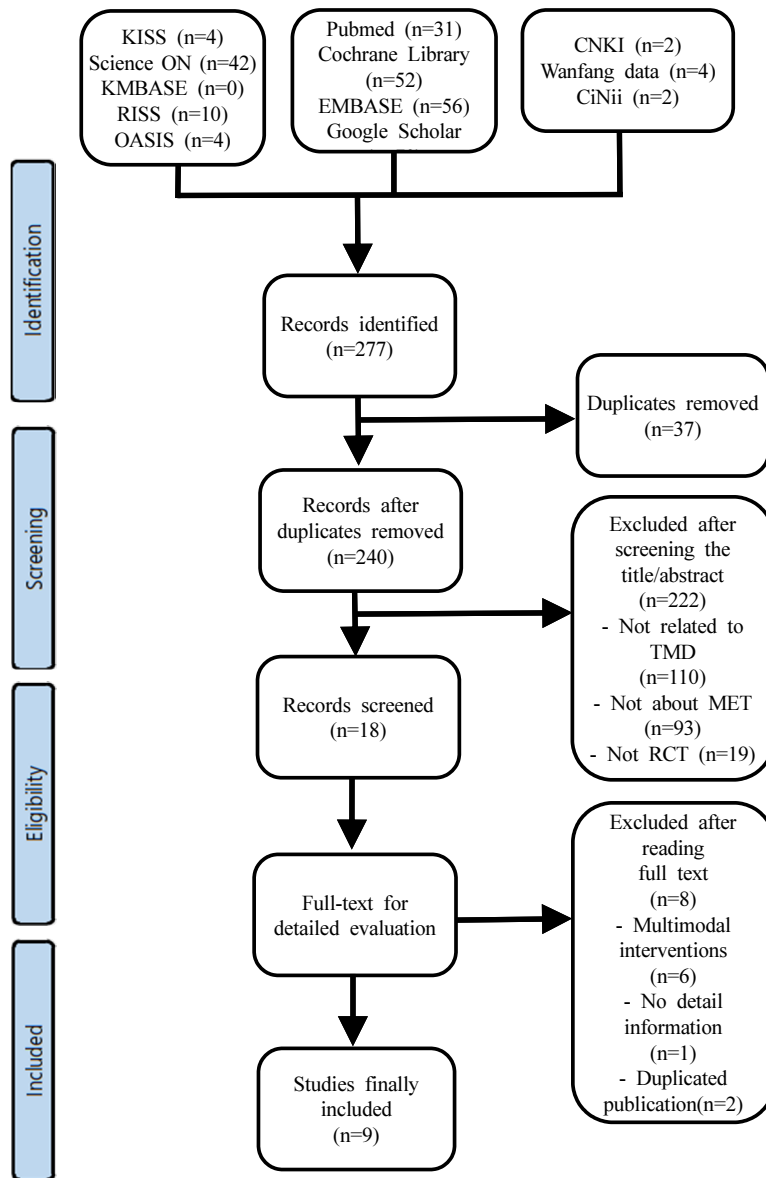 KISS (n=4)
Science ON (n=42)
KMBASE (n=0)
RISS (n=10)
OASIS (n=4)
Pubmed (n=31)
Cochrane Library
(n=52)
EMBASE (n=56)
Google Scholar
CNKI (n=2)
Wanfang data (n=4)
CiNii (n=2)
Identification
Records identified
(n=277)
Duplicates removed
(n=37)
Screening
Records after
duplicates removed
(n=240)
Excluded after
screening the
title/abstract
(n=222)
- Not related to
TMD
(n=110)
- Not about MET
(n=93)
- Not RCT (n=19)
Records screened
(n=18)
Eligibility
Full-text for
detailed evaluation
Excluded after
reading
full text
(n=8)
- Multimodal
interventions
(n=6)
- No detail
information
(n=1)
- Duplicated
publication(n=2)
Included
Studies finally
included
(n=9)